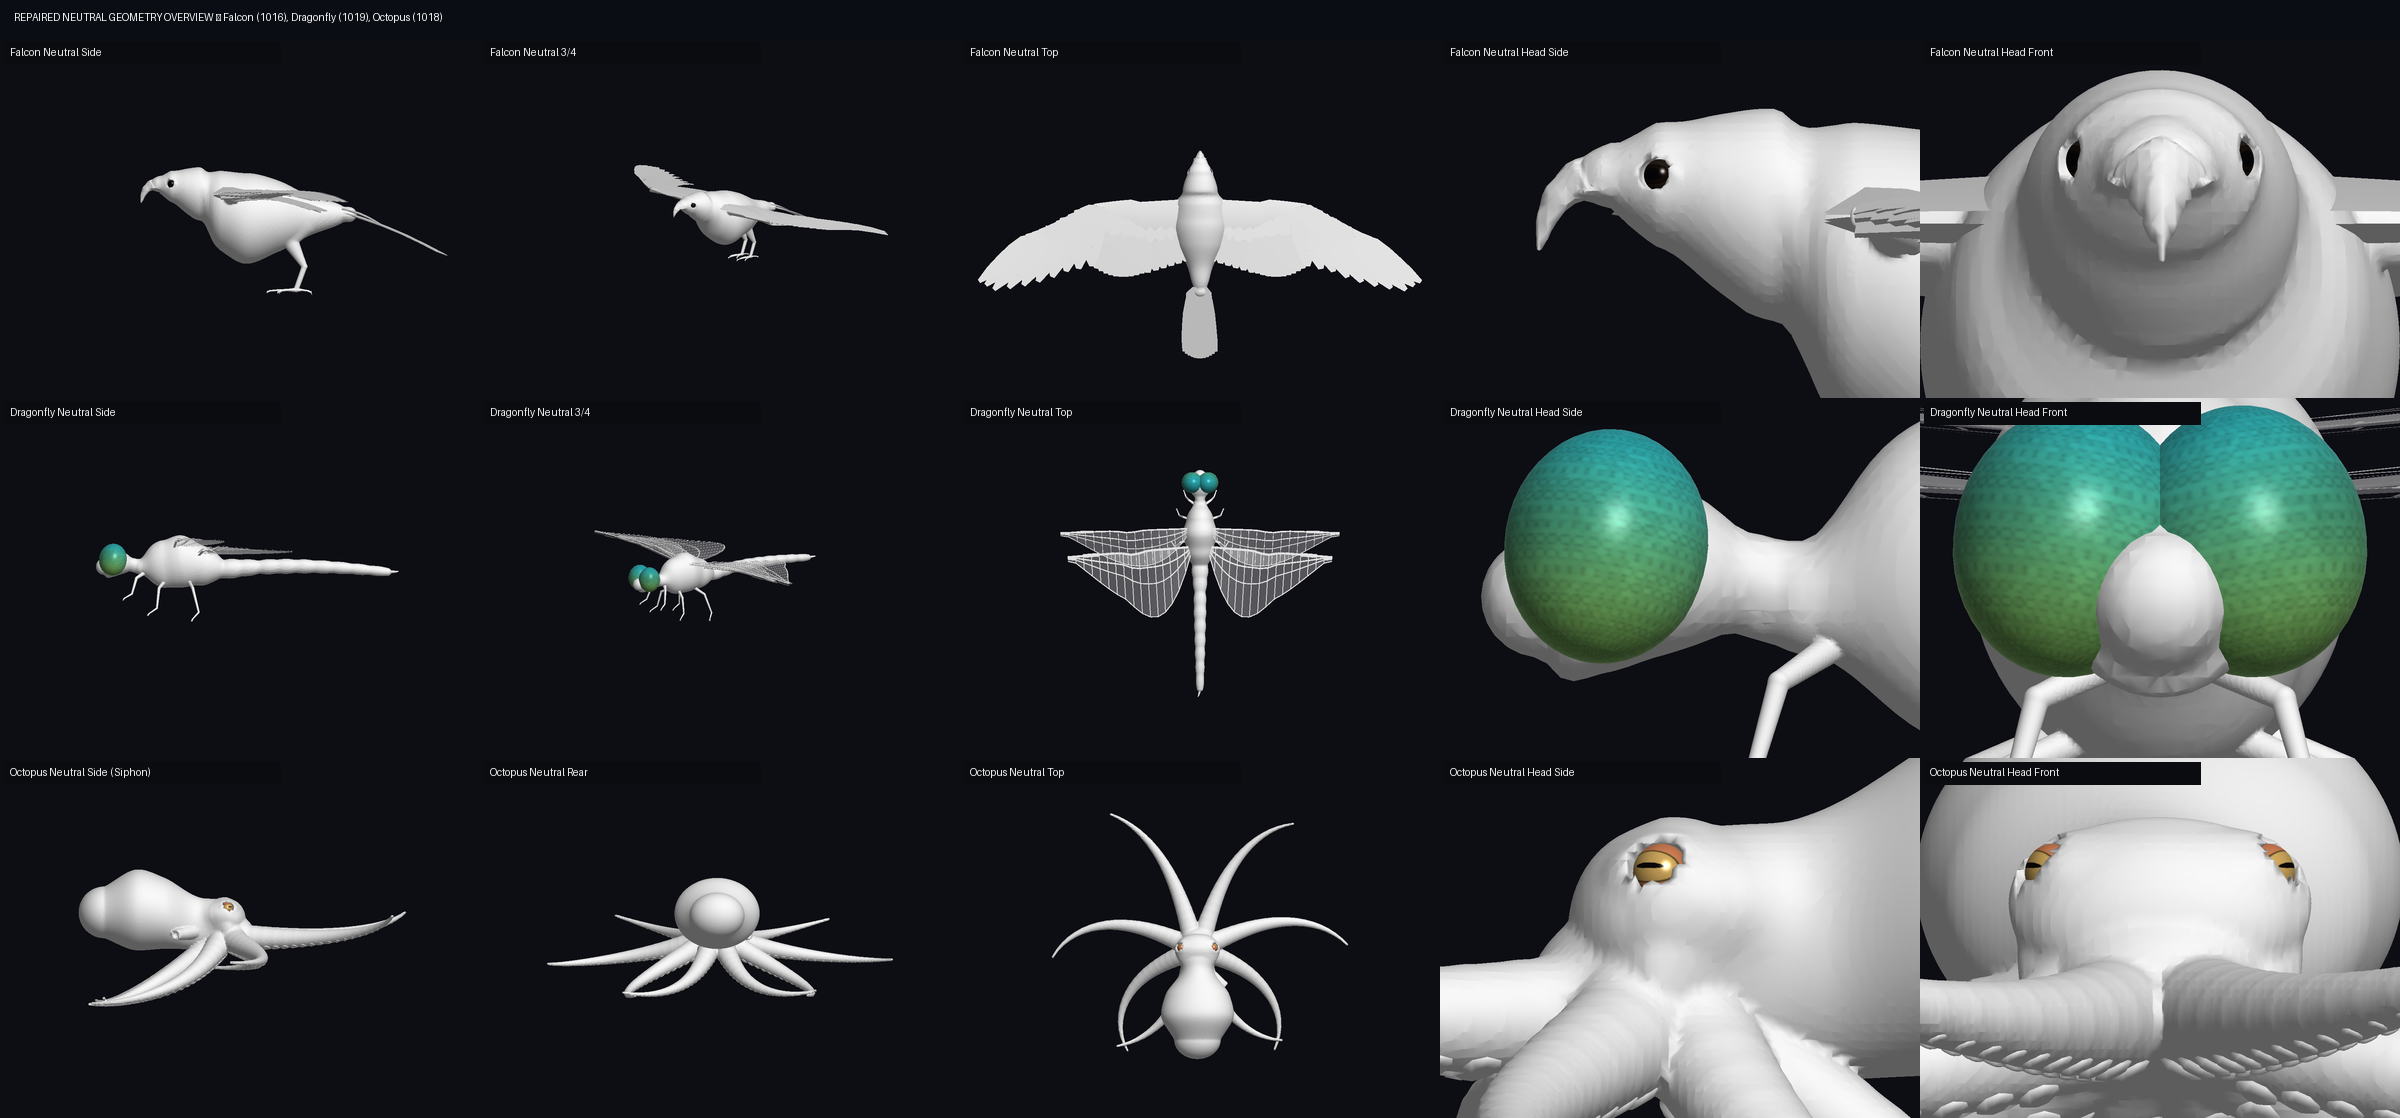 REPAIRED NEUTRAL GEOMETRY OVERVIEW □ Falcon (1016), Dragonfly (1019), Octopus (1018)
Falcon Neutral Side
Falcon Neutral 3/4
Falcon Neutral Top
Falcon Neutral Head Side
Falcon Neutral Head Front
Dragonfly Neutral Side
Dragonfly Neutral 3/4
Dragonfly Neutral Top
Dragonfly Neutral Head Side
Dragonfly Neutral Head Front
Octopus Neutral Side (Siphon)
Octopus Neutral Rear
Octopus Neutral Top
Octopus Neutral Head Side
Octopus Neutral Head Front